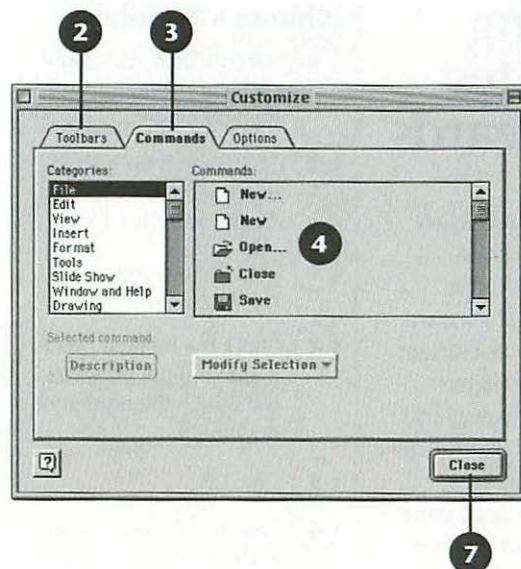 2
3
Customize
Toolbars
Commands
Options
Categories:
Commands:
File
Edit
View
Insert
Format
Tools
Slide Show
Window and Help
Drawing
New...
New
Open...
Close
Save
4
Selected command:
Description
Modify Selection
?
Close
7